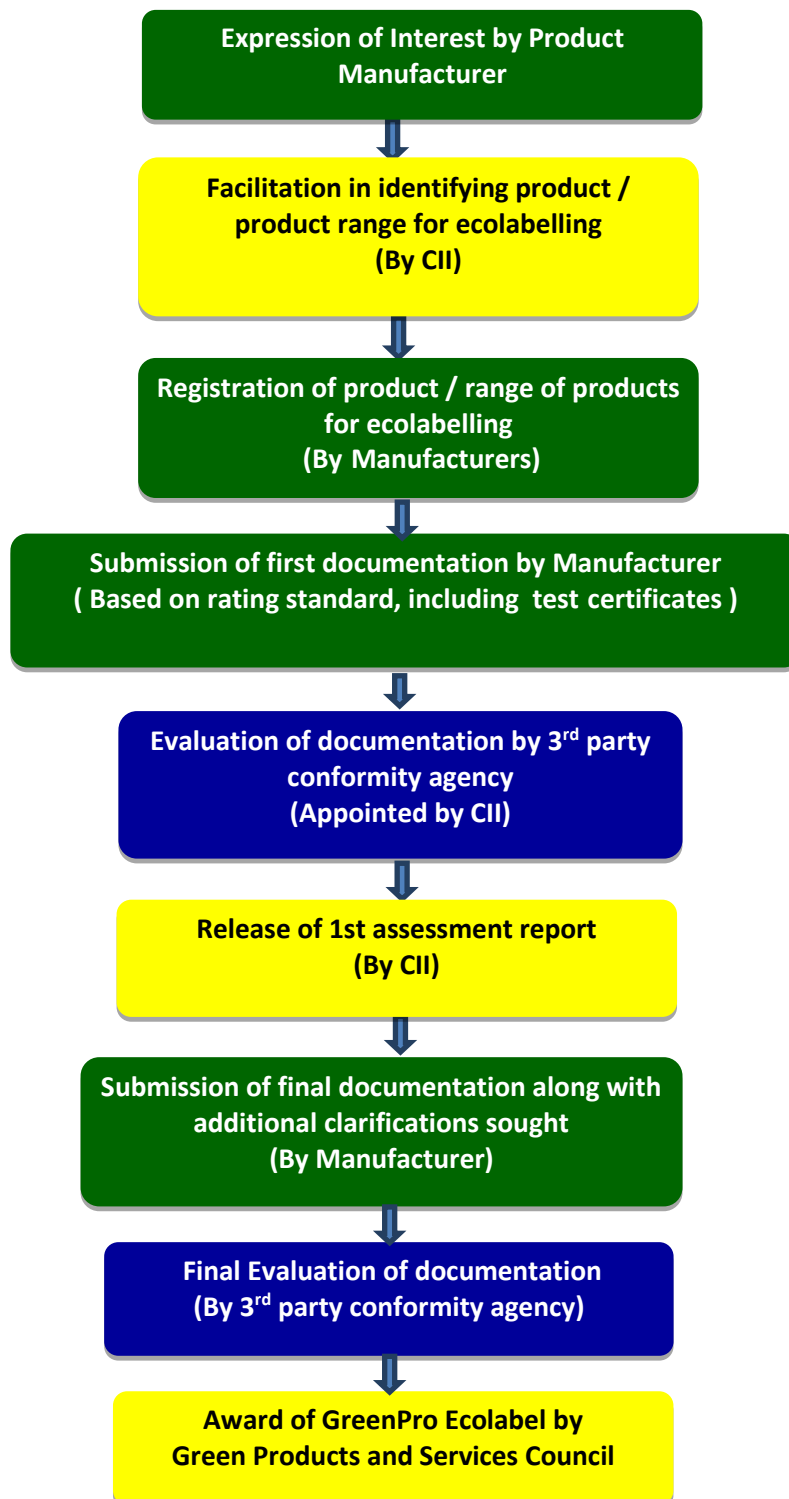 Expression of Interest by Product
Manufacturer
Facilitation in identifying product /
product range for ecolabelling
(By CII)
Registration of product / range of products
for ecolabelling
(By Manufacturers)
Submission of first documentation by Manufacturer
( Based on rating standard, including test certificates )
Evaluation of documentation by 3rd party
conformity agency
(Appointed by CII)
Release of 1st assessment report
(By CII)
Submission of final documentation along with
additional clarifications sought
(By Manufacturer)
Final Evaluation of documentation
(By 3rd party conformity agency)
Award of GreenPro Ecolabel by
Green Products and Services Council